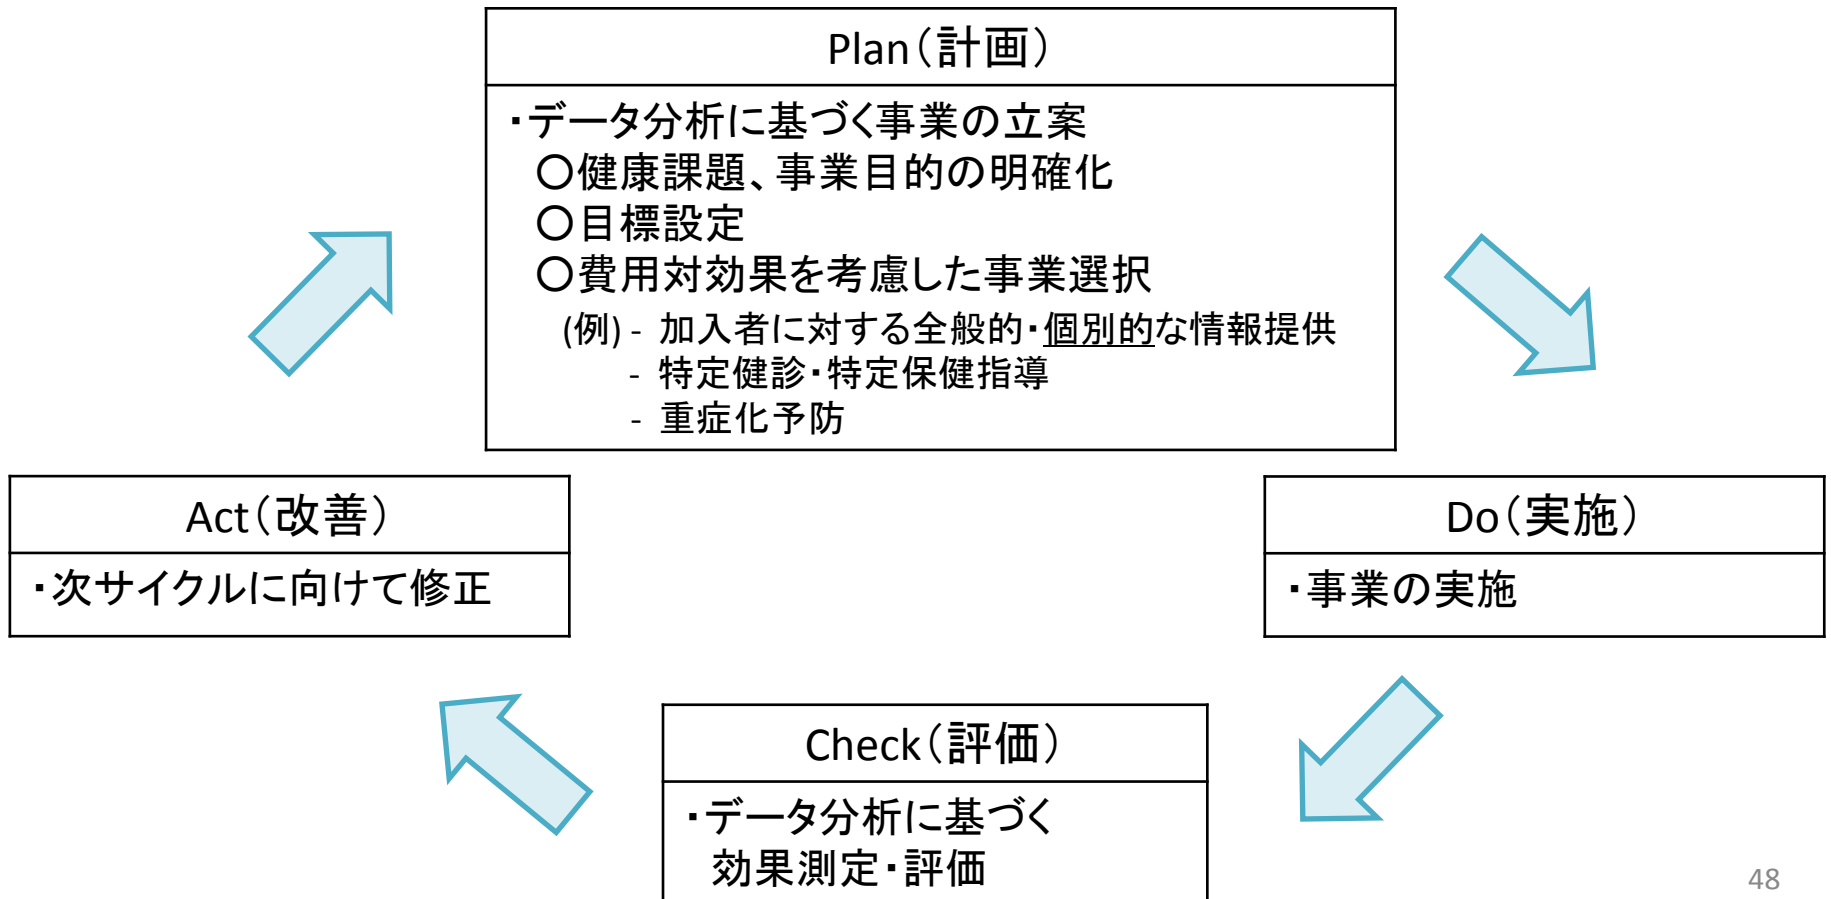 Plan(計画)
・データ分析に基づく事業の立案
○健康課題、事業目的の明確化
○目標設定
○費用対効果を考慮した事業選択
(例) - 加入者に対する全般的・個別的な情報提供
- 特定健診・特定保健指導
- 重症化予防
Act(改善)
・次サイクルに向けて修正
Do(実施)
・事業の実施
Check(評価)
・データ分析に基づく
効果測定・評価
48